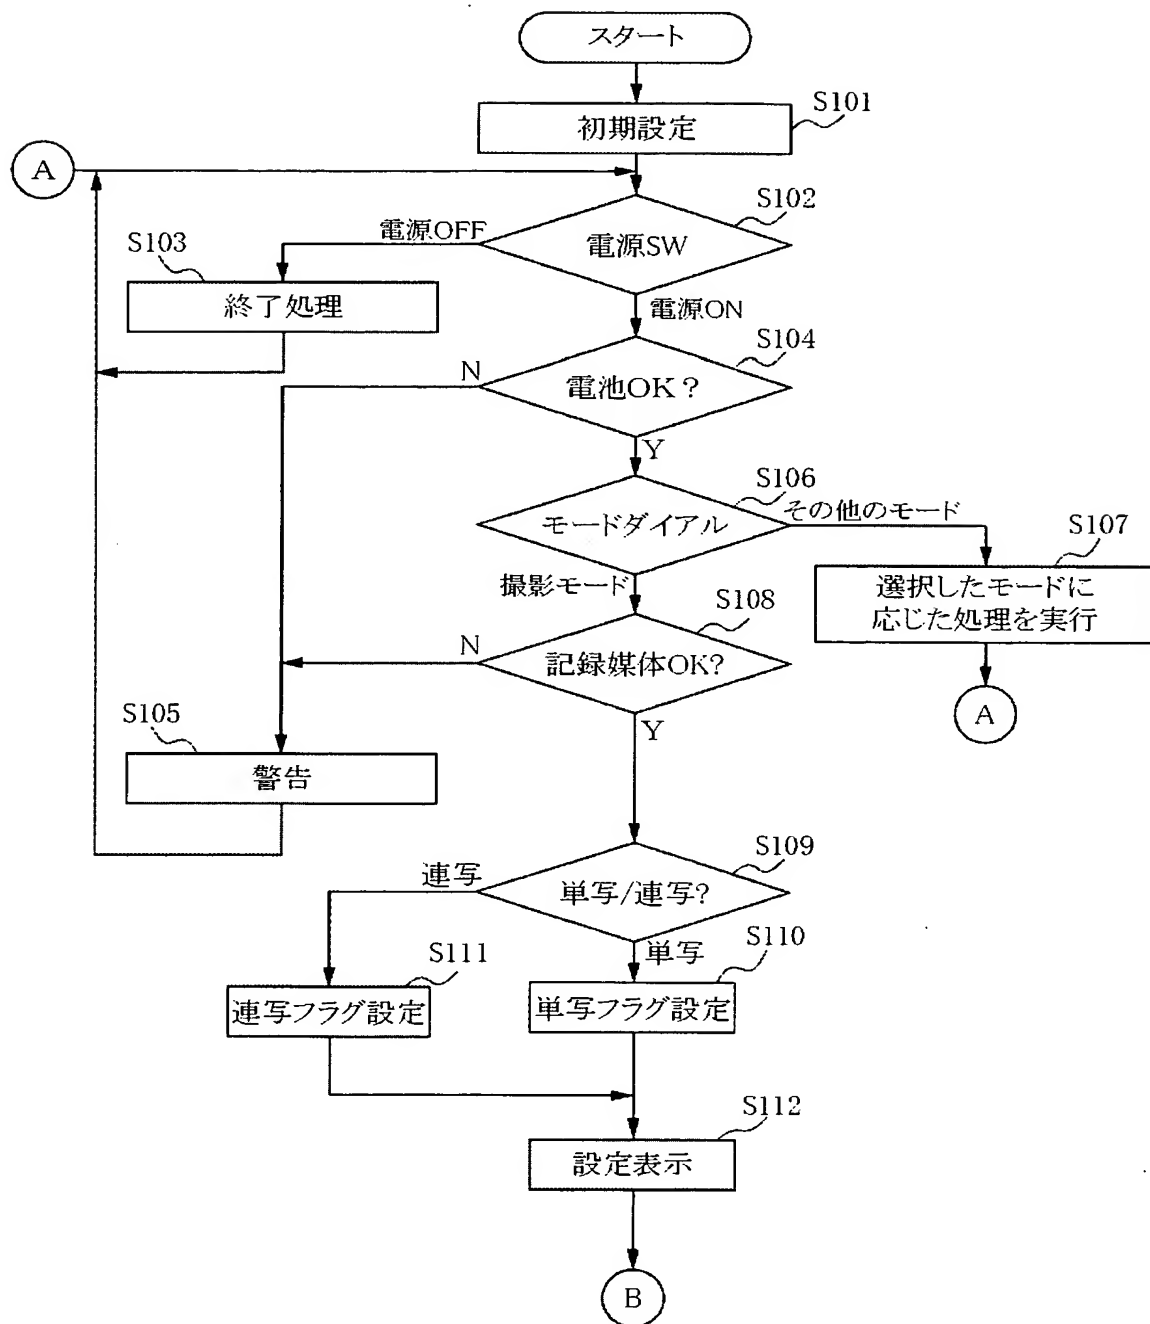 スタート
S101
初期設定
A
S102
電源OFF
電源SW
S103
終了処理
電源ON
S104
N
電池OK?
Y
S106
その他のモード
モードダイアル
S107
撮影モード
選択したモードに
応じた処理を実行
S108
N
記録媒体OK?
A
S105
Y
警告
S109
連写
単写/連写?
単写
S110
S111
連写フラグ設定
単写フラグ設定
S112
設定表示
B